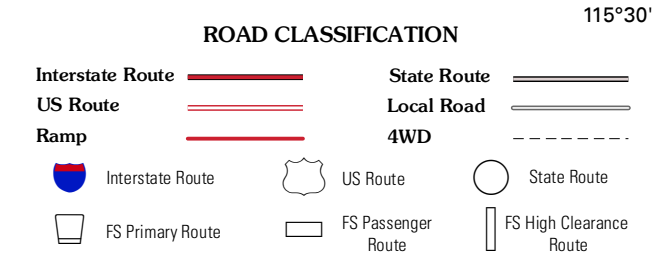 115°30'
ROAD CLASSIFICATION
Interstate Route
State Route
US Route
Local Road
Ramp
4WD
Interstate Route
US Route
State Route
FS Primary Route
FS Passenger
Route
FS High Clearance
Route